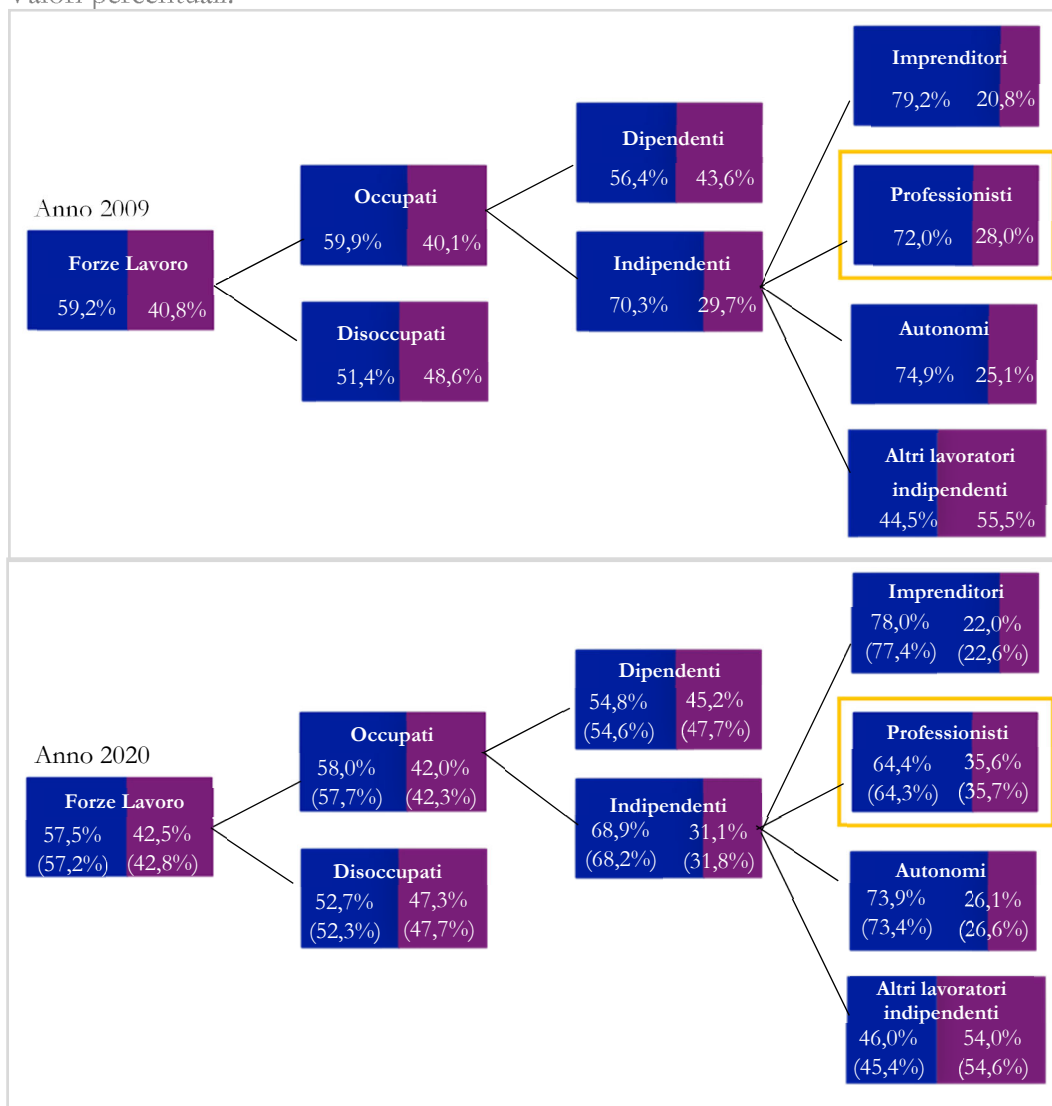 Valori percentuali.
Imprenditori
79,2% 20,8%
Dipendenti
56,4% 43,6%
Professionisti
72,0% 28,0%
Occupati
59,9% 40,1%
Anno 2009
Forze Lavoro
59,2% 40,8%
Indipendenti
70,3% 29,7%
Disoccupati
51,4% 48,6%
Autonomi
74,9% 25,1%
Altri lavoratori
indipendenti
44,5% 55,5%
Imprenditori
78,0% 22,0%
(77,4%) (22,6%)
Dipendenti
54,8% 45,2%
(54,6%) (47,7%)
Professionisti
64,4% 35,6%
(64,3%) (35,7%)
Occupati
58,0% 42,0%
(57,7%) (42,3%)
Anno 2020
Forze Lavoro
57,5% 42,5%
(57,2%) (42,8%)
Indipendenti
68,9% 31,1%
(68,2%) (31,8%)
Disoccupati
52,7% 47,3%
(52,3%) (47,7%)
Autonomi
73,9% 26,1%
(73,4%) (26,6%)
Altri lavoratori
indipendenti
46,0% 54,0%
(45,4%) (54,6%)